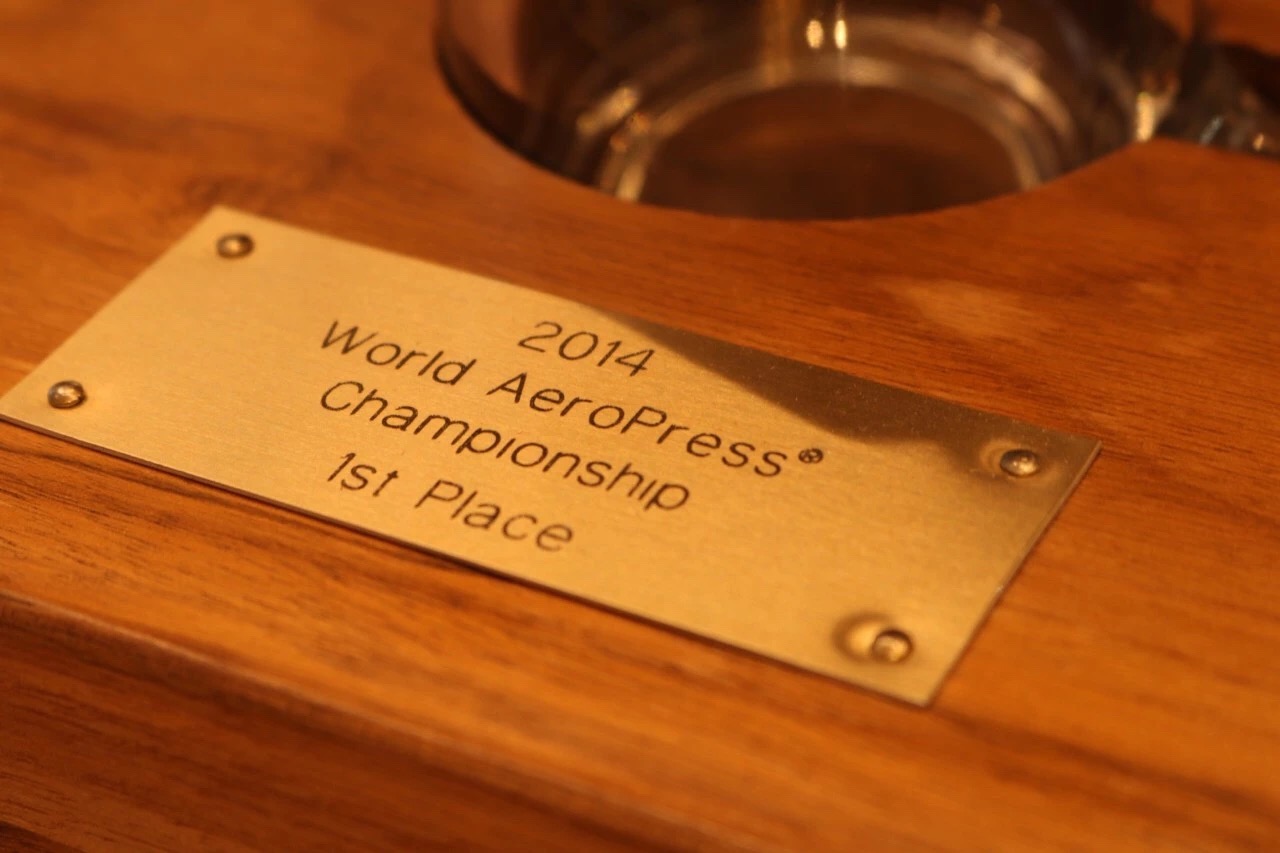 2014
World AeroPress®
Championship
1st Place